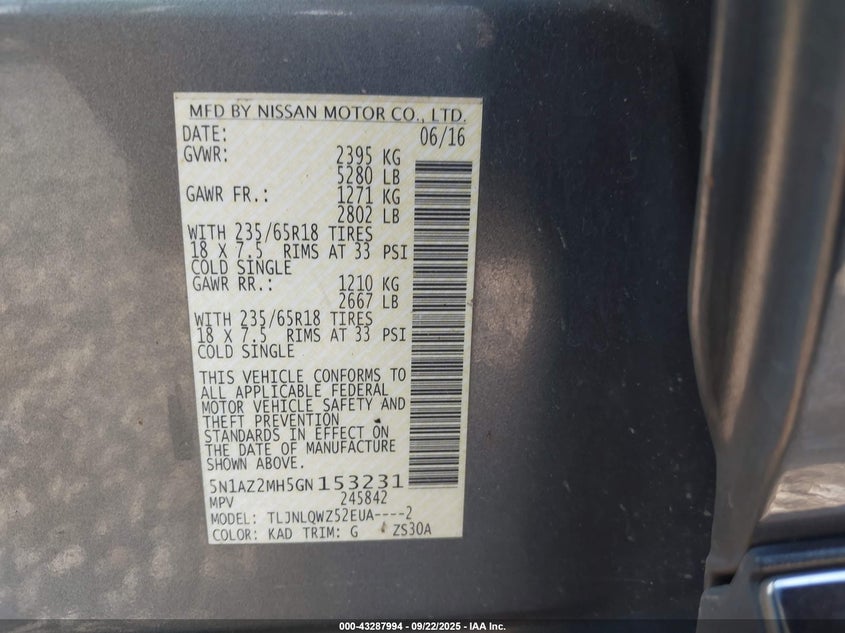 MFD BY NISSAN MOTOR CO., LTD.
DATE: 06/16
GVWR: 2395 KG
5280 LB
GAWR FR.: 1271 KG
2802 LB
WITH 235/65R18 TIRES
18 X 7.5 RIMS AT 33 PSI
COLD SINGLE
GAWR RR.: 1210 KG
2667 LB
WITH 235/65R18 TIRES
18 X 7.5 RIMS AT 33 PSI
COLD SINGLE
THIS VEHICLE CONFORMS TO
ALL APPLICABLE FEDERAL
MOTOR VEHICLE SAFETY AND
THEFT PREVENTION
STANDARDS IN EFFECT ON
THE DATE OF MANUFACTURE
SHOWN ABOVE.
5N1AZ2MH5GN153231
MPV 245842
MODEL: TLJNLQWZ52EUA----2
COLOR: KAD TRIM: G ZS30A
000-43287994 - 09/22/2025 - IAA Inc.